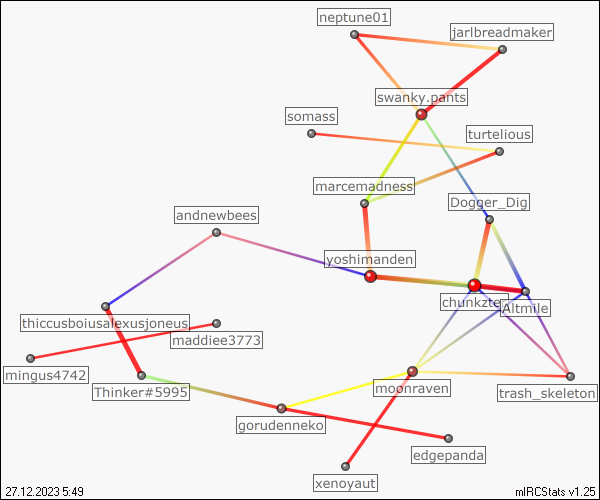 neptune01
jarlbreadmaker
swanky.pants
somass
turtelious
marcemadness
Dogger_Dig
andnewbees
yoshimanden
chunkzte
Altmile
thiccusboiusalexusjoneus
maddiee3773
mingus4742
Thinker#5995
moonraven
trash_skeleton
gorudenneko
edgepanda
xenoyaut
27.12.2023 5:49
mIRCStats v1.25